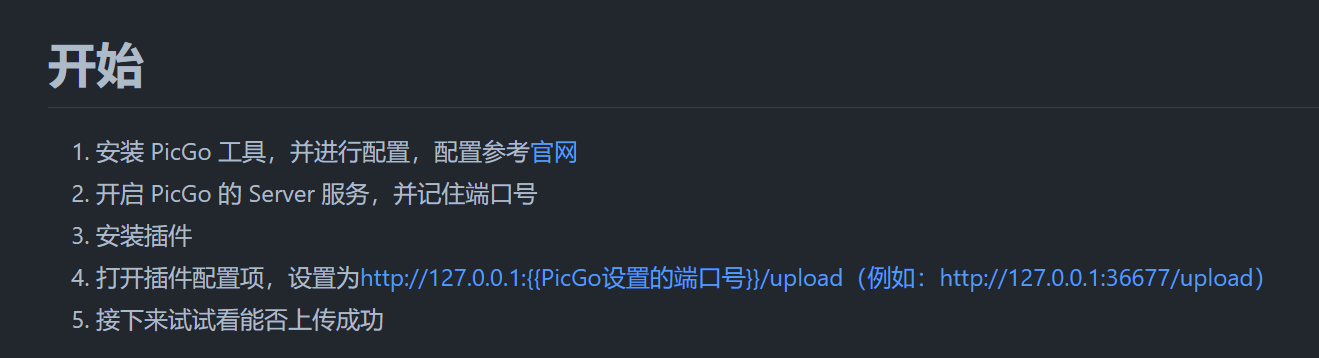 开始
1. 安装 PicGo 工具，并进行配置，配置参考官网
2. 开启 PicGo 的 Server 服务，并记住端口号
3. 安装插件
4. 打开插件配置项，设置为http://127.0.0.1:{{PicGo设置的端口号}}/upload（例如：http://127.0.0.1:36677/upload）
5. 接下来试试看能否上传成功